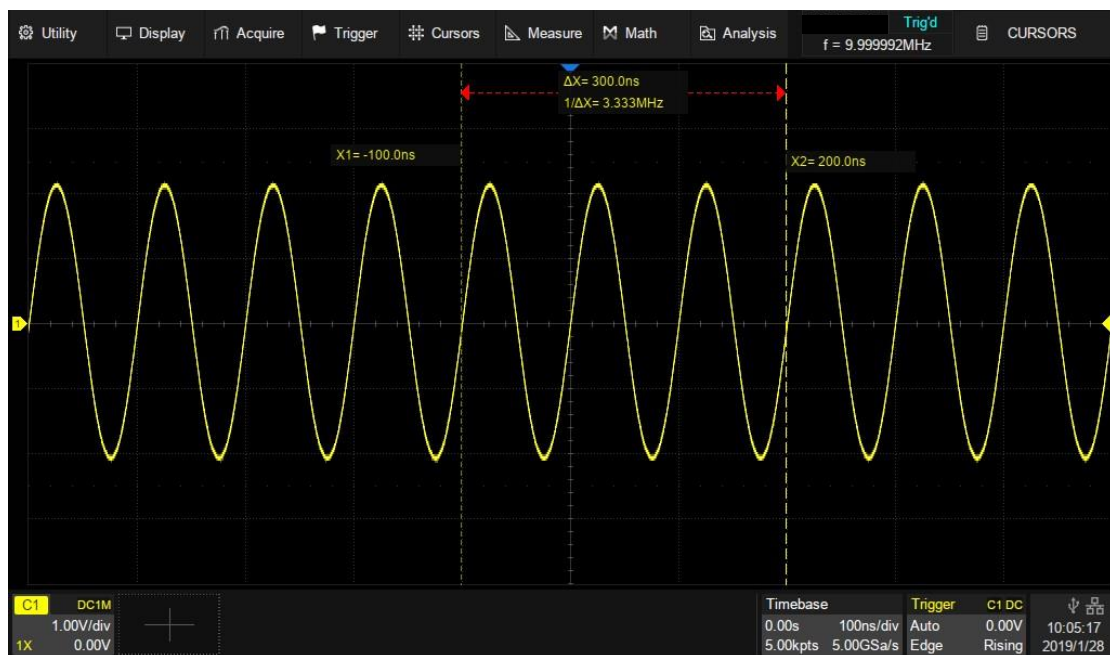 Utility Display Acquire Trigger Cursors Measure Math Analysis Trig'd CURSORS
f = 9.999992MHz
ΔX= 300.0ns
1/ΔX= 3.333MHz
X1= -100.0ns
X2= 200.0ns
1
C1 DC1M
1.00V/div
1X 0.00V
Timebase
0.00s 100ns/div
5.00kpts 5.00GSa/s
Trigger C1 DC
Auto 0.00V
Edge Rising
10:05:17
2019/1/28